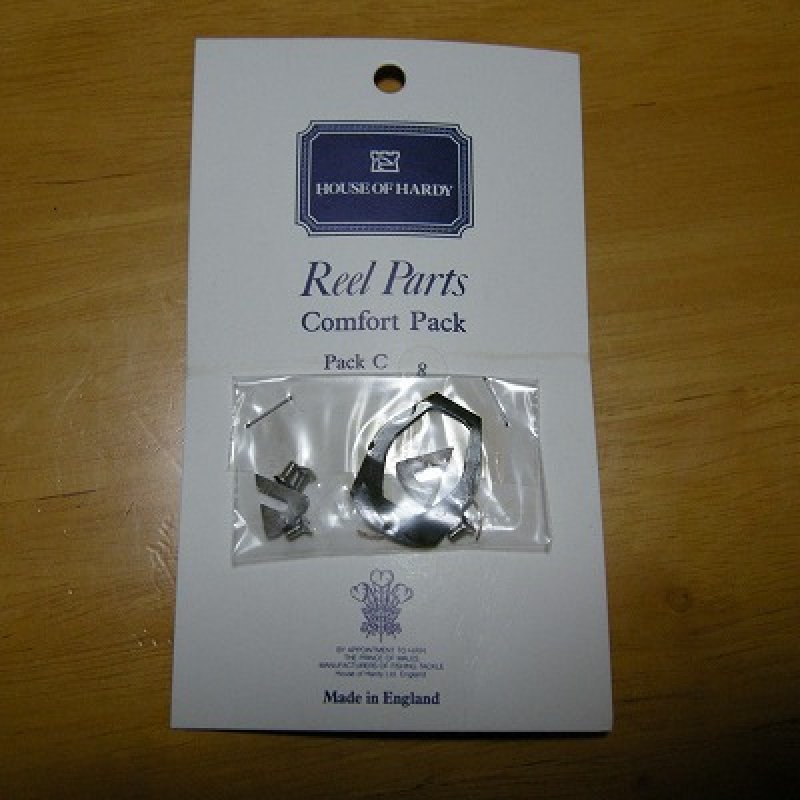 HOUSE OF HARDY
Reel Parts
Comfort Pack
Pack C 8
BY APPOINTMENT TO H.R.H.
THE PRINCE OF WALES
MANUFACTURERS OF FISHING TACKLE
House of Hardy Ltd. England
Made in England